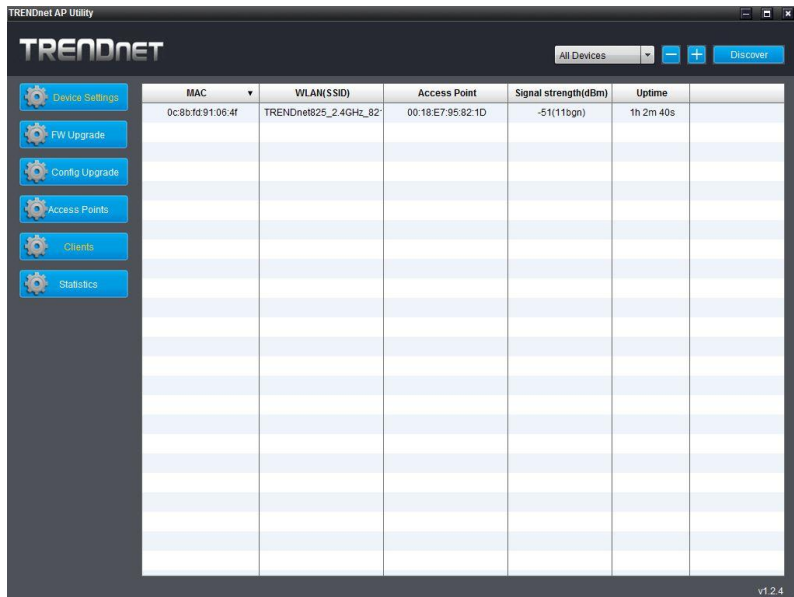 TRENDnet AP Utility
TRENDnet
All Devices
Discover
Device Settings
FW Upgrade
Config Upgrade
Access Points
Clients
Statistics
MAC WLAN(SSID) Access Point Signal strength(dBm) Uptime
0c:8b:fd:91:06:4f TRENDnet825_2.4GHz_82 00:18:E7:95:82:1D -51(11bgn) 1h 2m 40s
v1.2.4